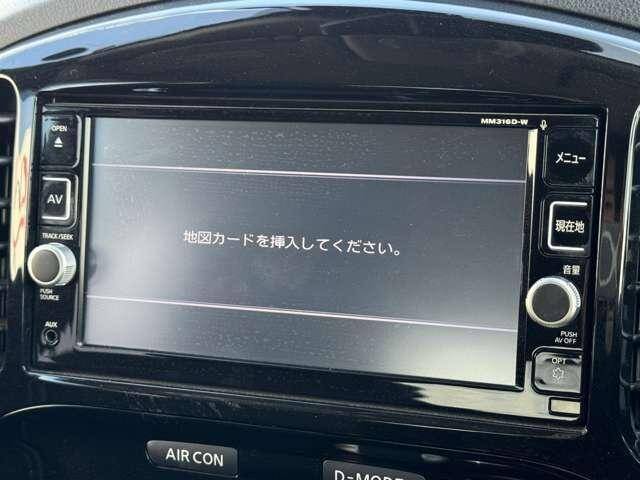 MM316D-W
OPEN
AV
TRACK/SEEK
PUSH
SOURCE
AUX
地図カードを挿入してください。
メニュー
現在地
音量
PUSH
AV OFF
OPT
AIR CON
D-MODE